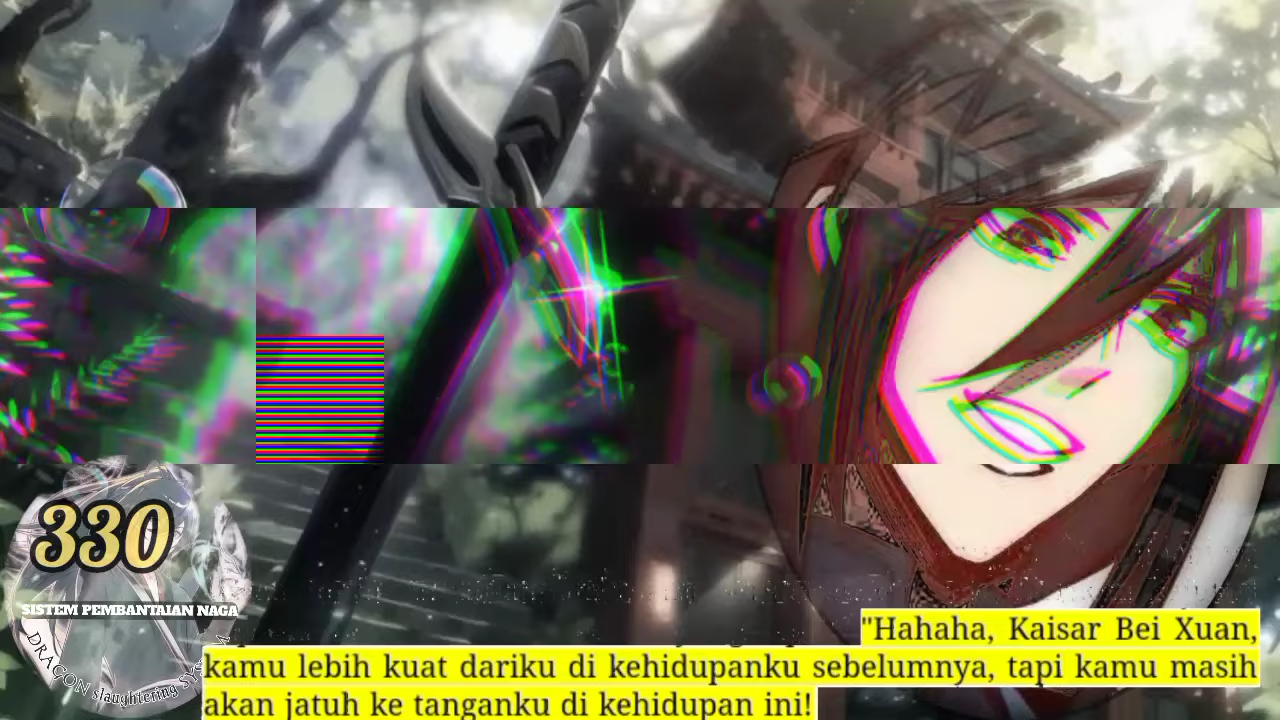 330
SISTEM PEMBANTAIAN NAGA
DRAGON slaughtering
"Hahaha, Kaisar Bei Xuan,
kamu lebih kuat dariku di kehidupanku sebelumnya, tapi kamu masih
akan jatuh ke tanganku di kehidupan ini!